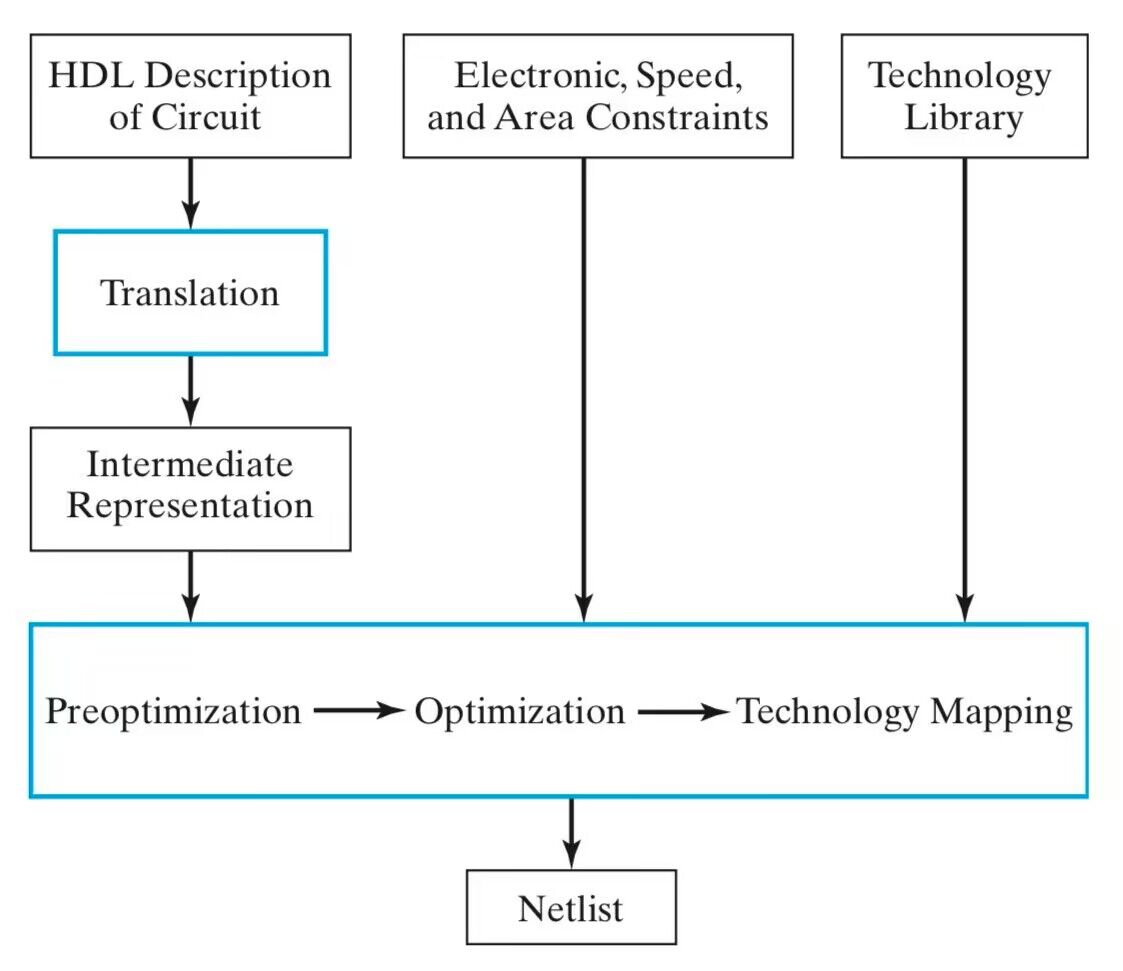 HDL Description
of Circuit
Electronic, Speed,
and Area Constraints
Technology
Library
Translation
Intermediate
Representation
Preoptimization
Optimization
Technology Mapping
Netlist